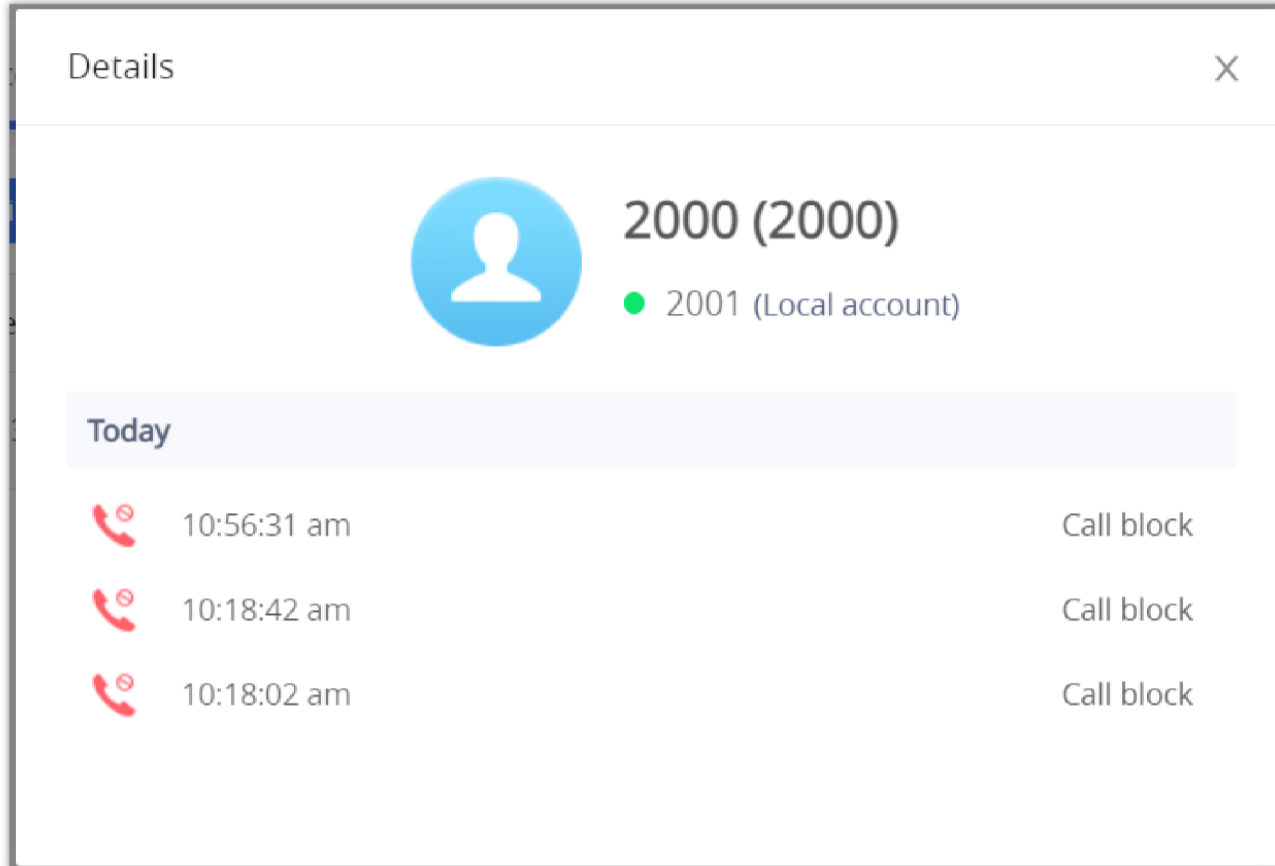 Details
2000 (2000)
2001 (Local account)
Today
10:56:31 am Call block
10:18:42 am Call block
10:18:02 am Call block